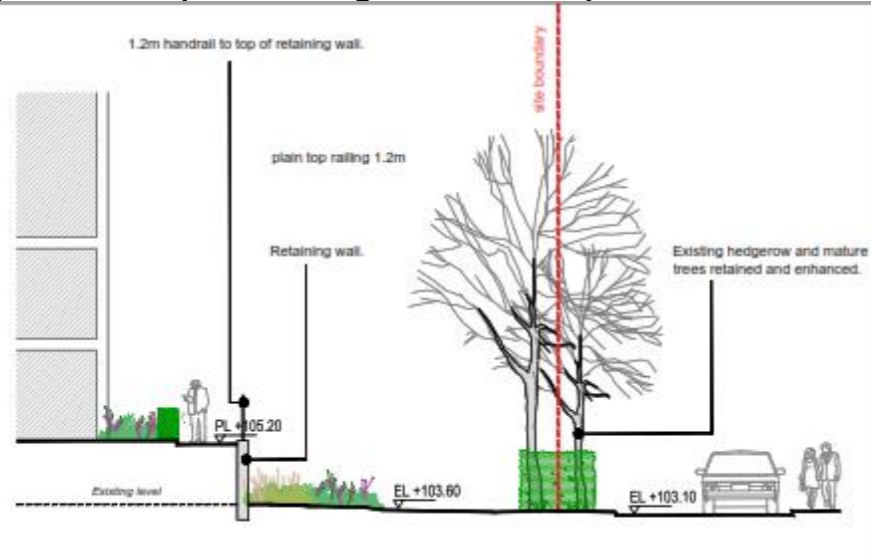 1.2m handrail to top of retaining wall.
site boundary
plain top railing 1.2m
Retaining wall.
Existing hedgerow and mature
trees retained and enhanced.
PL +105.20
Existing level
EL +103.60
EL +103.10